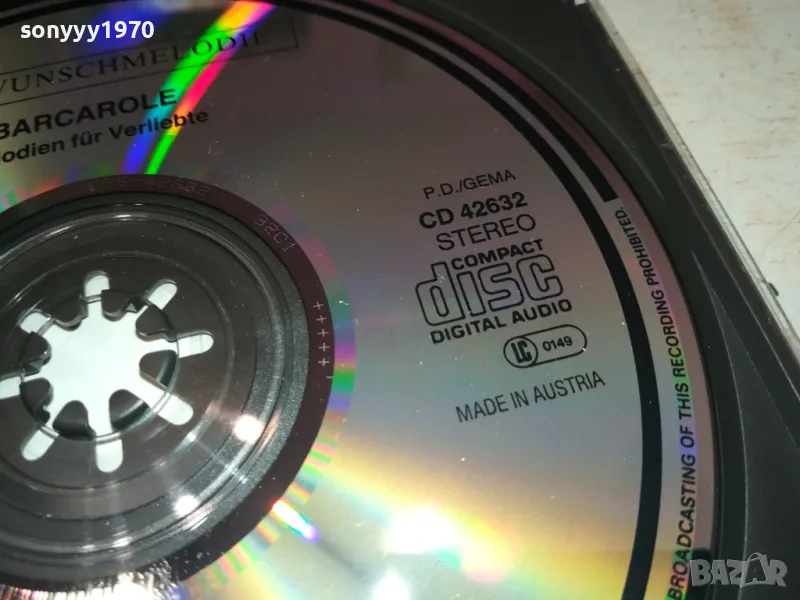 sonyyy1970
WUNSCHMELODIE
BARCAROLE
odien für Verliebte
P.D./GEMA
CD 42632
STEREO
COMPACT
disc
DIGITAL AUDIO
LC 0149
MADE IN AUSTRIA
BROADCASTING OF THIS RECORDING PROHIBITED.
BAZAR